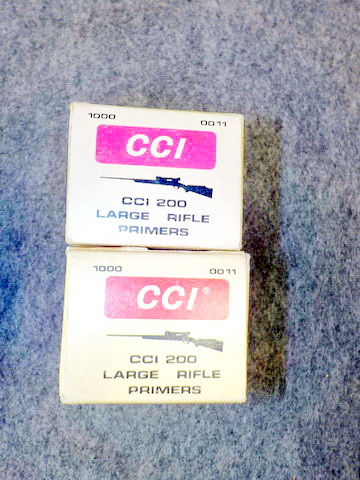 1000 0011
CCI
CCI 200
LARGE RIFLE
PRIMERS
1000 0011
CCI®
CCI 200
LARGE RIFLE
PRIMERS